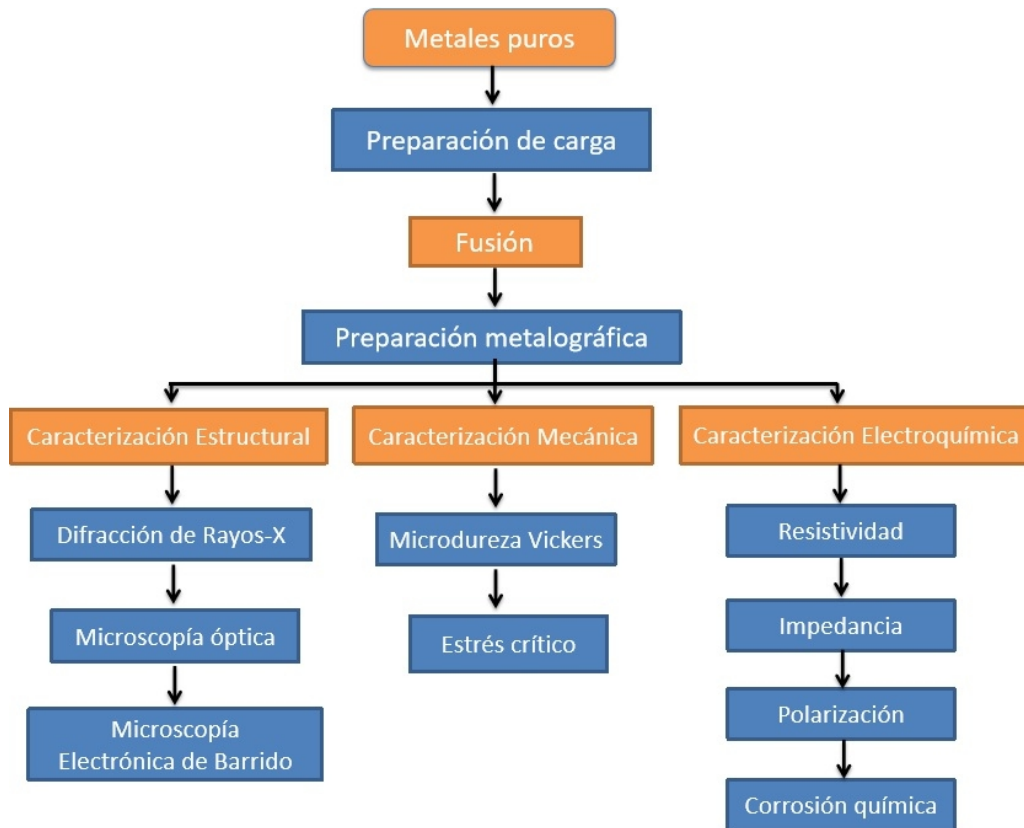 Metales puros
Preparación de carga
Fusión
Preparación metalográfica
Caracterización Estructural
Difracción de Rayos-X
Microscopía óptica
Microscopía
Electrónica de Barrido
Caracterización Mecánica
Microdureza Vickers
Estrés crítico
Caracterización Electroquímica
Resistividad
Impedancia
Polarización
Corrosión química